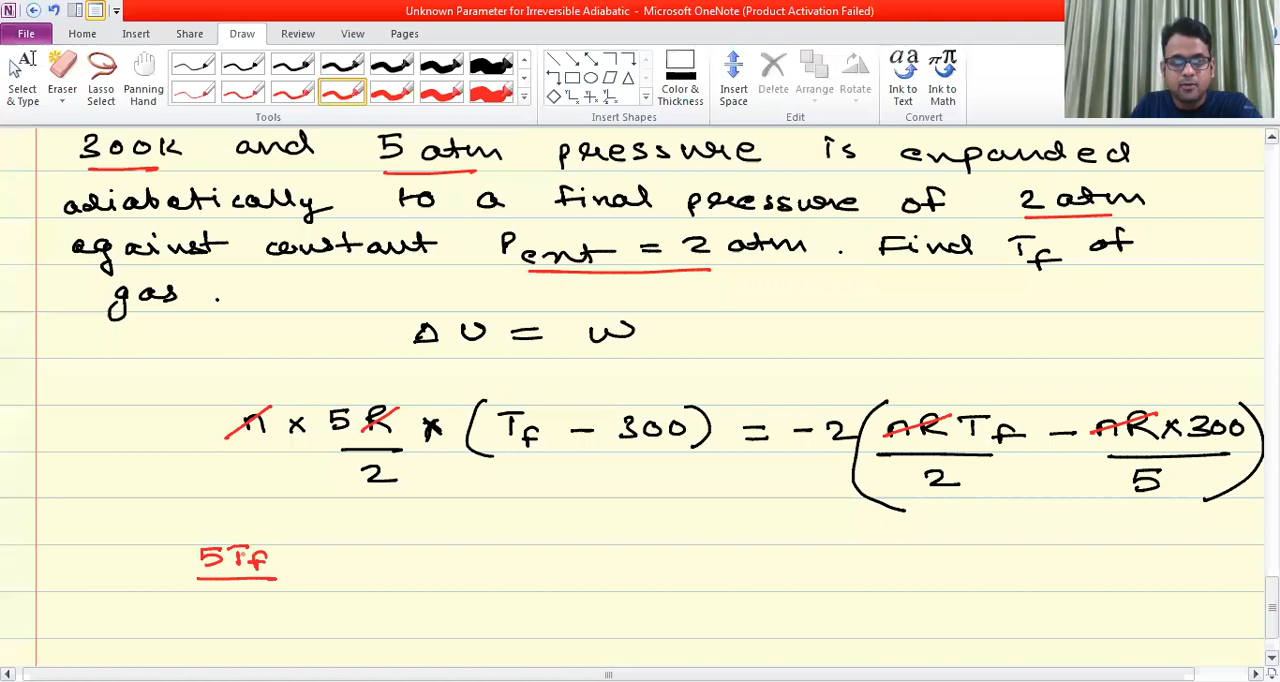 Unknown Parameter for Irreversible Adiabatic - Microsoft OneNote (Product Activation Failed)
File Home Insert Share Draw Review View Pages
Select & Type Eraser Lasso Select Panning Hand Color & Thickness Insert Space Delete Arrange Rotate Ink to Text Ink to Math
Tools Insert Shapes Edit Convert
300K and 5 atm pressure is expanded
adiabatically to a final pressure of 2 atm
against constant Pext = 2 atm . Find Tf of
gas .
ΔU = w
n × 5R/2 × (Tf - 300) = -2 (nRTf/2 - nR×300/5)
5Tf